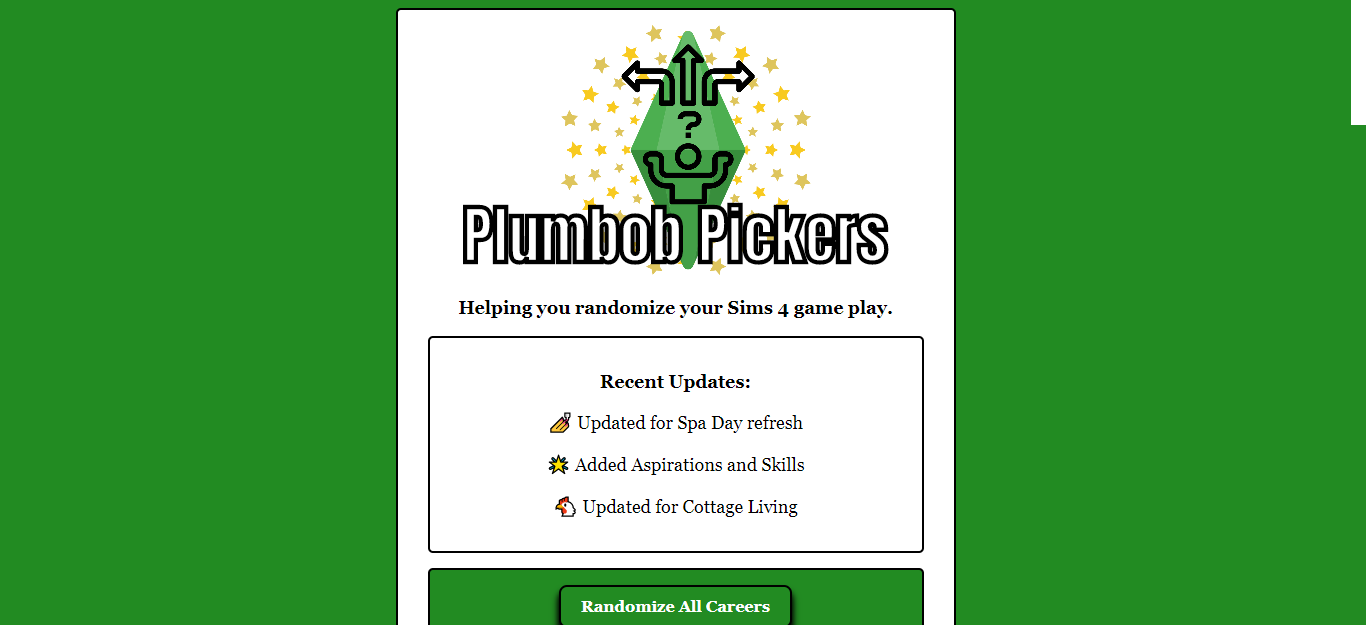 ?
Plumbob Pickers
Helping you randomize your Sims 4 game play.
Recent Updates:
Updated for Spa Day refresh
Added Aspirations and Skills
Updated for Cottage Living
Randomize All Careers